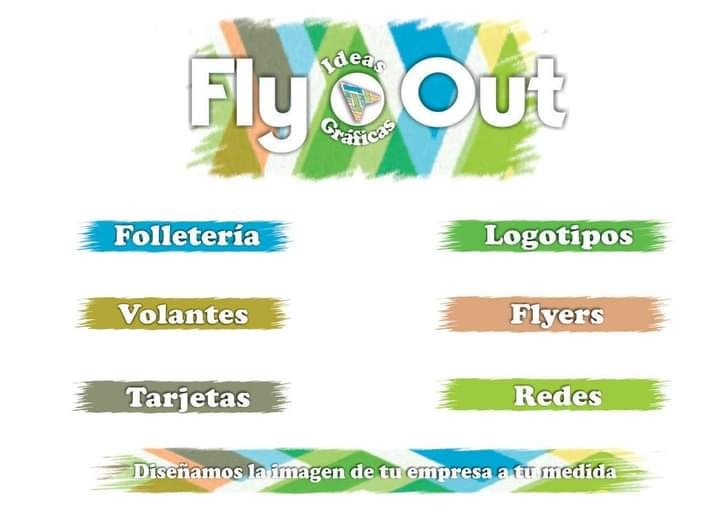 Fly Out
Ideas
Gráficas
Folletería
Logotipos
Volantes
Flyers
Tarjetas
Redes
Diseñamos la imagen de tu empresa a tu medida